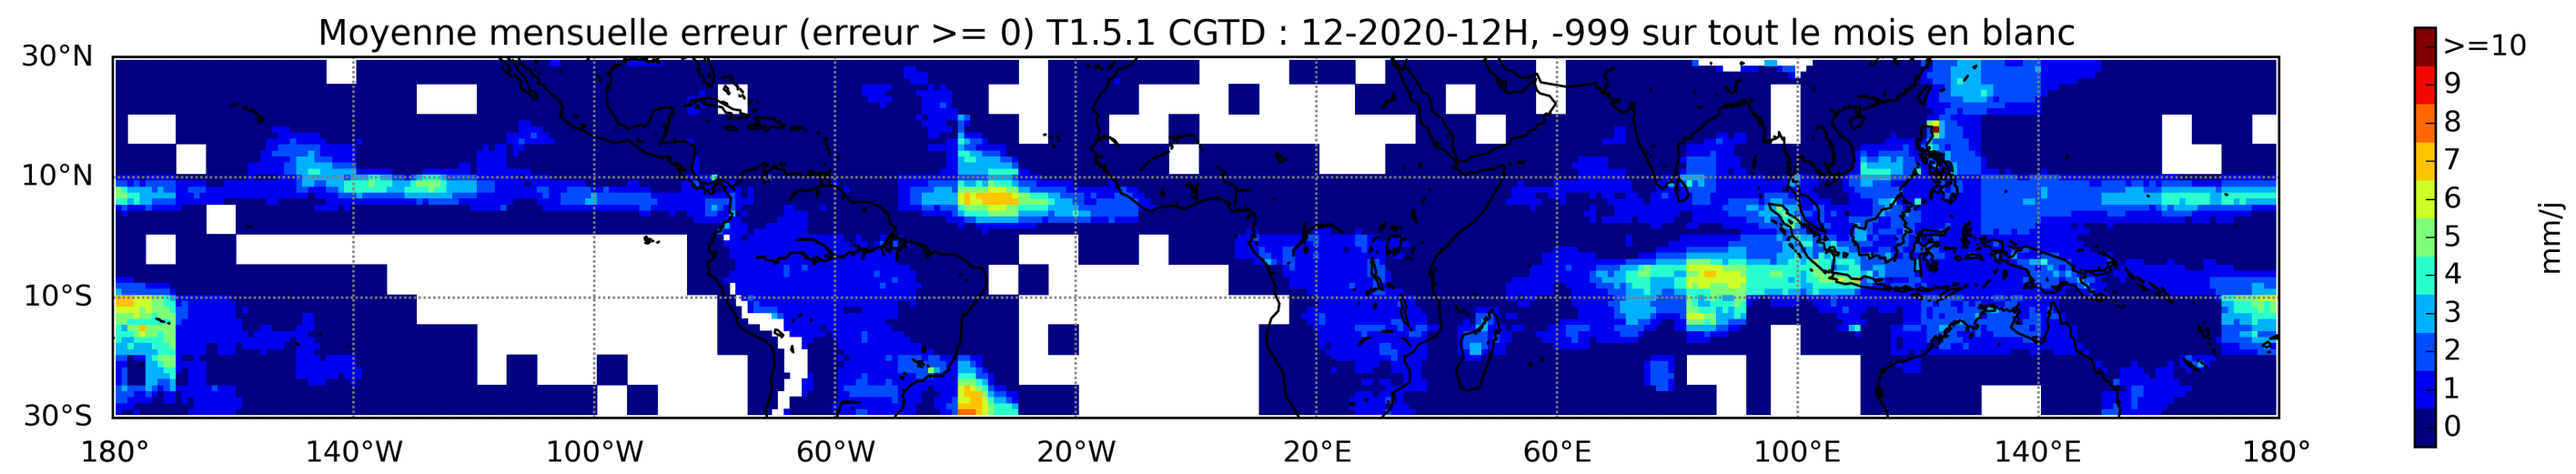 Moyenne mensuelle erreur (erreur >= 0) T1.5.1 CGTD : 12-2020-12H, -999 sur tout le mois en blanc
30°N
10°N
10°S
30°S
180° 140°W 100°W 60°W 20°W 20°E 60°E 100°E 140°E 180°
>=10
9
8
7
6
5
4
3
2
1
0
mm/j